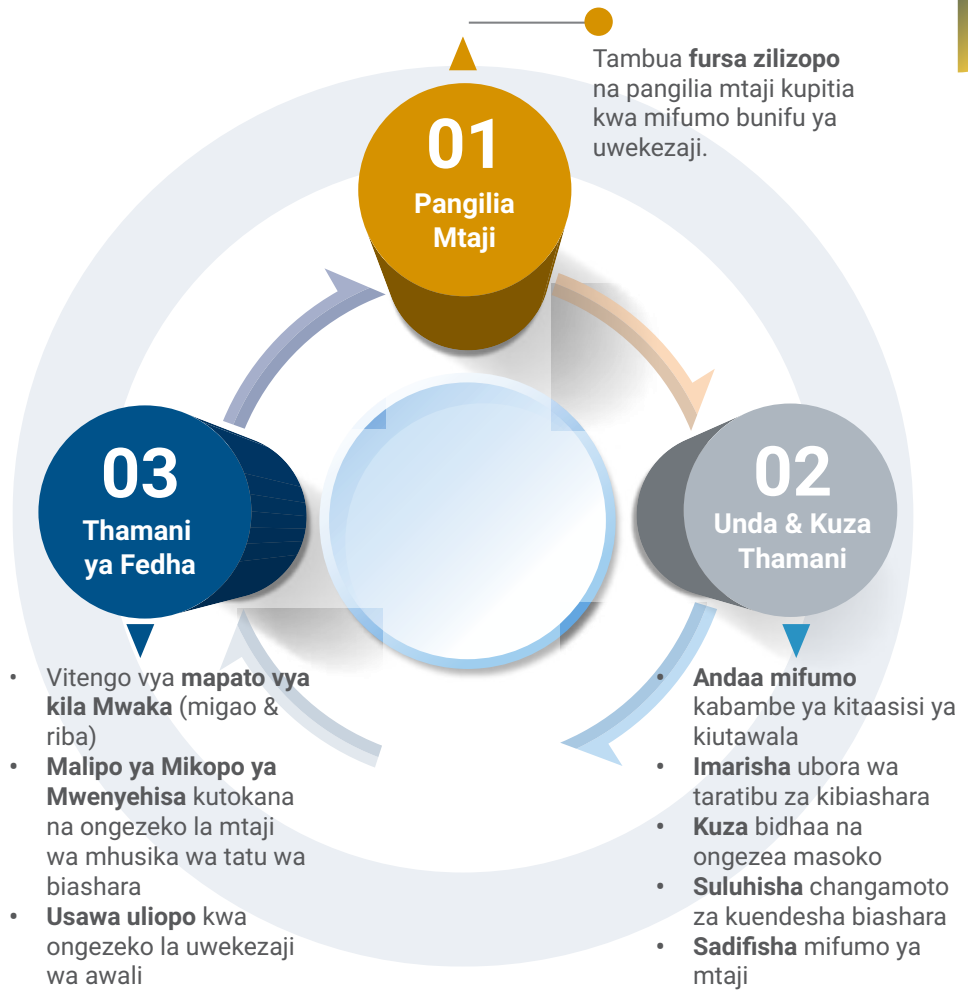 Tambua fursa zilizopo
na pangilia mtaji kupitia
kwa mifumo bunifu ya
uwekezaji.
01
Pangilia
Mtaji
02
Unda & Kuza
Thamani
• Andaa mifumo
kabambe ya kitaasisi ya
kiutawala
• Imarisha ubora wa
taratibu za kibiashara
• Kuza bidhaa na
ongezea masoko
• Suluhisha changamoto
za kuendesha biashara
• Sadifisha mifumo ya
mtaji
03
Thamani
ya Fedha
• Vitengo vya mapato vya
kila Mwaka (migao &
riba)
• Malipo ya Mikopo ya
Mwenyehisa kutokana
na ongezeko la mtaji
wa mhusika wa tatu wa
biashara
• Usawa uliopo kwa
ongezeko la uwekezaji
wa awali